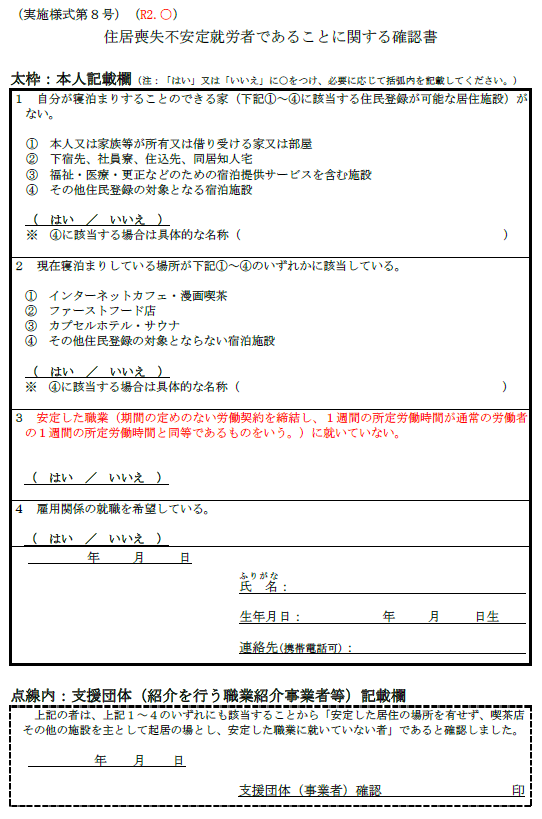 （実施様式第８号）（R2.○）
住居喪失不安定就労者であることに関する確認書
太枠：本人記載欄（注：「はい」又は「いいえ」に○をつけ、必要に応じて括弧内を記載してください。）
１　自分が寝泊まりすることのできる家（下記①～④に該当する住民登録が可能な居住施設）が
ない。
①　本人又は家族等が所有又は借り受ける家又は部屋
②　下宿先、社員寮、住込先、同居知人宅
③　福祉・医療・更正などのための宿泊提供サービスを含む施設
④　その他住民登録の対象となる宿泊施設
（　はい　／　いいえ　）
※　④に該当する場合は具体的な名称（　　　　　　　　　　）
２　現在寝泊まりしている場所が下記①～④のいずれかに該当している。
①　インターネットカフェ・漫画喫茶
②　ファーストフード店
③　カプセルホテル・サウナ
④　その他住民登録の対象とならない宿泊施設
（　はい　／　いいえ　）
※　④に該当する場合は具体的な名称（　　　　　　　　　　）
３　安定した職業（期間の定めのない労働契約を締結し、１週間の所定労働時間が通常の労働者
の１週間の所定労働時間と同等であるものをいう。）に就いていない。
（　はい　／　いいえ　）
４　雇用関係の就職を希望している。
（　はい　／　いいえ　）
年　　月　　日
ふりがな
氏　名：
生年月日：　　　　　年　　月　　日生
連絡先(携帯電話可)：
点線内：支援団体（紹介を行う職業紹介事業者等）記載欄
上記の者は、上記１～４のいずれにも該当することから「安定した居住の場所を有せず、喫茶店
その他の施設を主として起居の場とし、安定した職業に就いていない者」であると確認しました。
年　　月　　日
支援団体（事業者）確認　　　　　　　　印